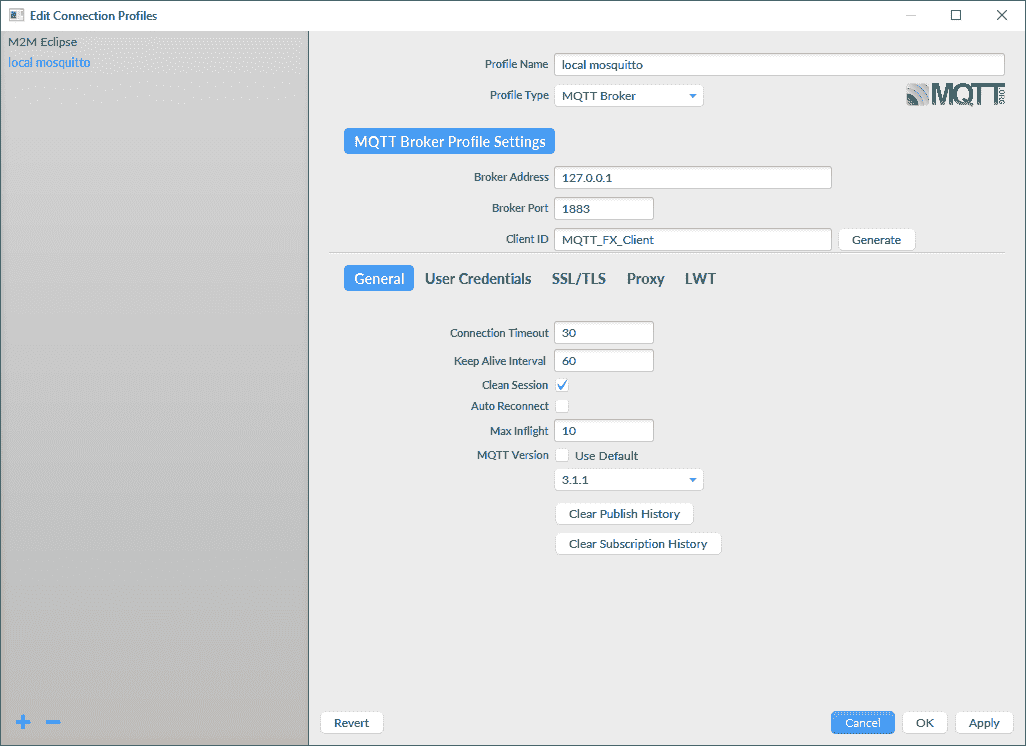 Edit Connection Profiles
M2M Eclipse
local mosquitto
Profile Name local mosquitto
Profile Type MQTT Broker
MQTT.ORG
MQTT Broker Profile Settings
Broker Address 127.0.0.1
Broker Port 1883
Client ID MQTT_FX_Client Generate
General User Credentials SSL/TLS Proxy LWT
Connection Timeout 30
Keep Alive Interval 60
Clean Session
Auto Reconnect
Max Inflight 10
MQTT Version Use Default
3.1.1
Clear Publish History
Clear Subscription History
Revert Cancel OK Apply